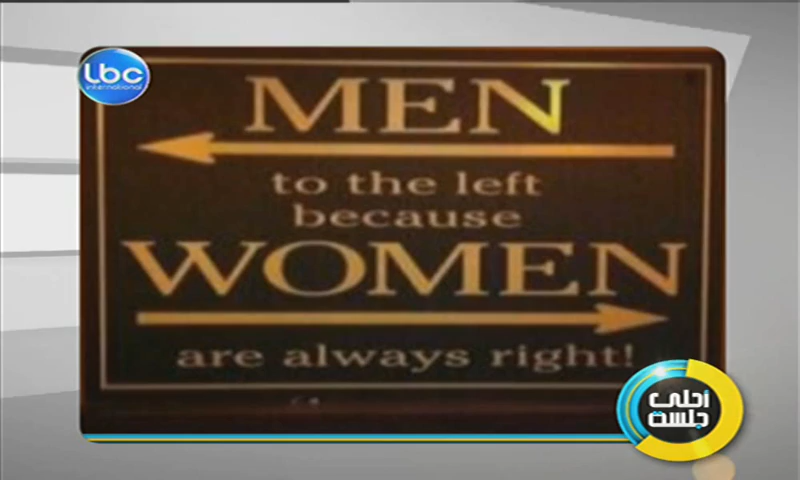 lbc
international
MEN
to the left
because
WOMEN
are always right!
أحلى
جلسة